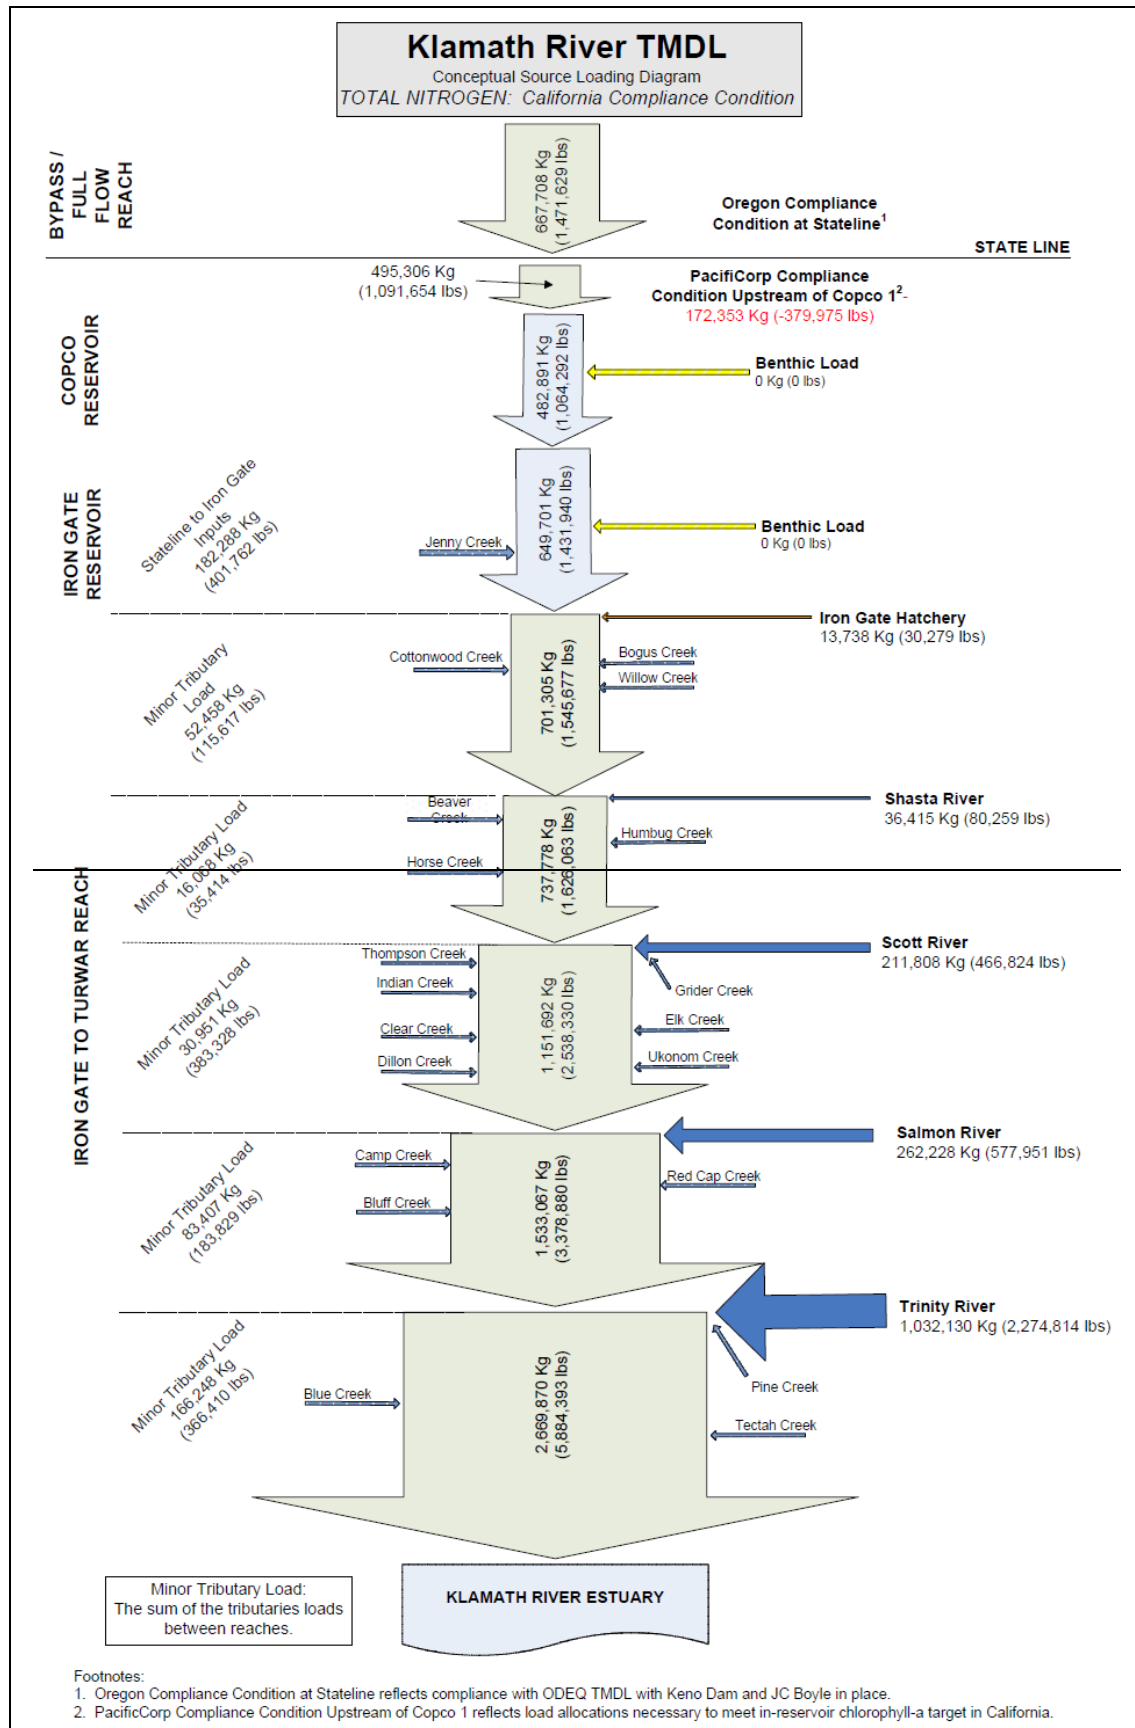 Klamath River TMDL
Conceptual Source Loading Diagram
TOTAL NITROGEN: California Compliance Condition
BYPASS /
FULL
FLOW
REACH
667,708 Kg
(1,471,629 lbs)
Oregon Compliance
Condition at Stateline1
STATE LINE
495,306 Kg
(1,091,654 lbs)
PacifiCorp Compliance
Condition Upstream of Copco 12-
172,353 Kg (-379,975 lbs)
COPCO
RESERVOIR
482,891 Kg
(1,064,292 lbs)
Benthic Load
0 Kg (0 lbs)
IRON GATE
RESERVOIR
Stateline to Iron Gate
Inputs
182,288 Kg
(401,762 lbs)
Jenny Creek
649,701 Kg
(1,431,940 lbs)
Benthic Load
0 Kg (0 lbs)
Iron Gate Hatchery
13,738 Kg (30,279 lbs)
Minor Tributary
Load
52,458 Kg
(115,617 lbs)
Cottonwood Creek
701,305 Kg
(1,545,677 lbs)
Bogus Creek
Willow Creek
IRON GATE TO TURWAR REACH
Minor Tributary Load
16,068 Kg
(35,414 lbs)
Beaver
Creek
Horse Creek
737,778 Kg
(1,626,063 lbs)
Shasta River
36,415 Kg (80,259 lbs)
Humbug Creek
Minor Tributary Load
30,951 Kg
(383,328 lbs)
Thompson Creek
Indian Creek
Clear Creek
Dillon Creek
1,151,692 Kg
(2,538,330 lbs)
Scott River
211,808 Kg (466,824 lbs)
Grider Creek
Elk Creek
Ukonom Creek
Minor Tributary Load
83,407 Kg
(183,829 lbs)
Camp Creek
Bluff Creek
1,533,067 Kg
(3,378,880 lbs)
Salmon River
262,228 Kg (577,951 lbs)
Red Cap Creek
Minor Tributary Load
166,248 Kg
(366,410 lbs)
Blue Creek
2,669,870 Kg
(5,884,393 lbs)
Trinity River
1,032,130 Kg (2,274,814 lbs)
Pine Creek
Tectah Creek
Minor Tributary Load:
The sum of the tributaries loads
between reaches.
KLAMATH RIVER ESTUARY
Footnotes:
1. Oregon Compliance Condition at Stateline reflects compliance with ODEQ TMDL with Keno Dam and JC Boyle in place.
2. PacificCorp Compliance Condition Upstream of Copco 1 reflects load allocations necessary to meet in-reservoir chlorophyll-a target in California.